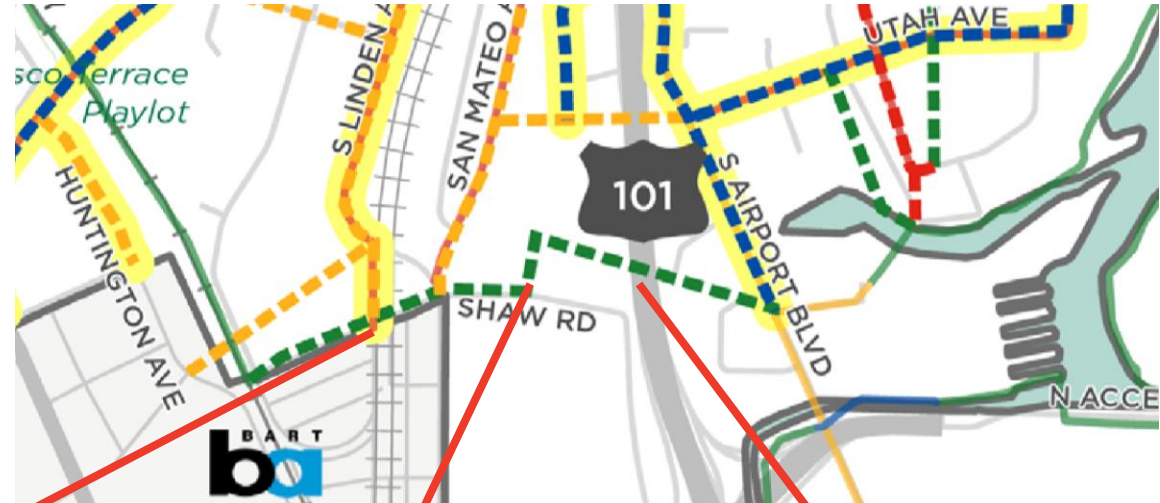 UTAH AVE
sco Terrace
Playlot
S LINDEN A
SAN MATEO A
101
S AIRPORT BLVD
HUNTINGTON AVE
SHAW RD
N ACCE
BART
ba